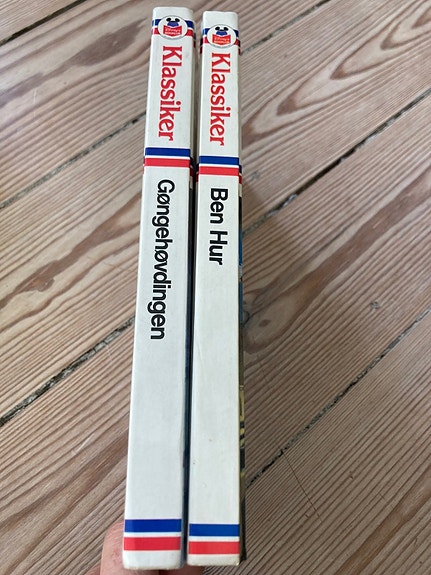 Klassiker
Gøngehøvdingen
Klassiker
Ben Hur